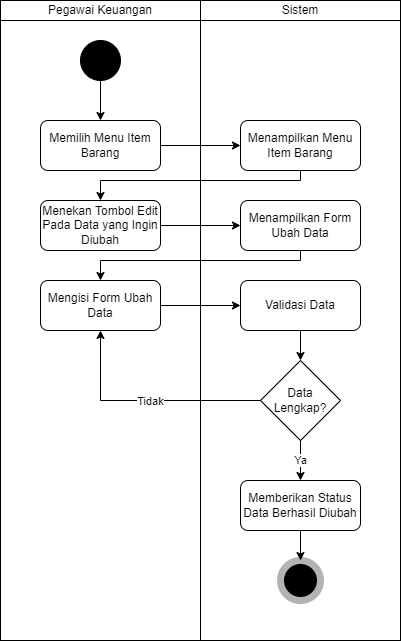 Pegawai Keuangan
Sistem
Memilih Menu Item
Barang
Menampilkan Menu
Item Barang
Menekan Tombol Edit
Pada Data yang Ingin
Diubah
Menampilkan Form
Ubah Data
Mengisi Form Ubah
Data
Validasi Data
Data
Lengkap?
Tidak
Ya
Memberikan Status
Data Berhasil Diubah